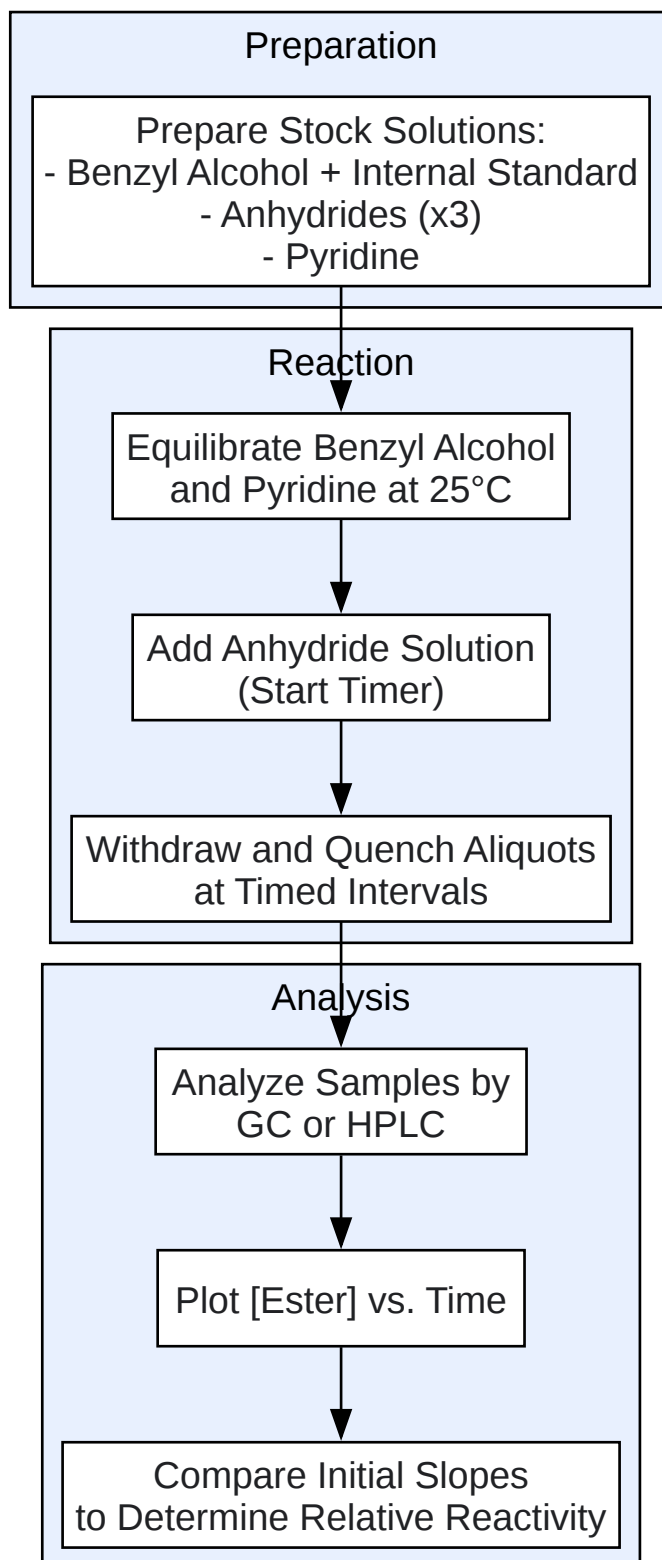 Preparation
Prepare Stock Solutions:
- Benzyl Alcohol + Internal Standard
- Anhydrides (x3)
- Pyridine
Reaction
Equilibrate Benzyl Alcohol
and Pyridine at 25°C
Add Anhydride Solution
(Start Timer)
Withdraw and Quench Aliquots
at Timed Intervals
Analysis
Analyze Samples by
GC or HPLC
Plot [Ester] vs. Time
Compare Initial Slopes
to Determine Relative Reactivity